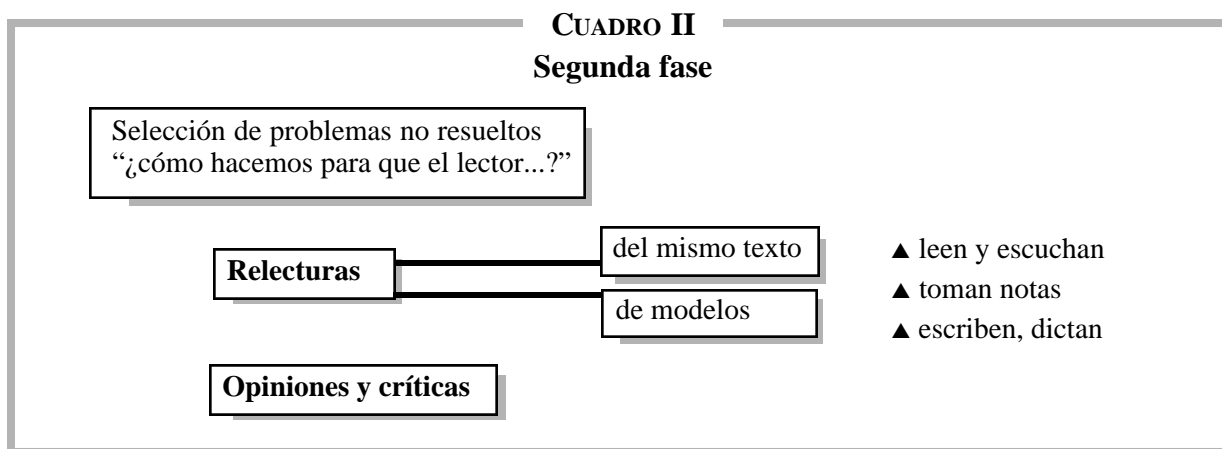 CUADRO II
Segunda fase
Selección de problemas no resueltos
“¿cómo hacemos para que el lector...?”
Relecturas
del mismo texto
de modelos
▲ leen y escuchan
▲ toman notas
▲ escriben, dictan
Opiniones y críticas